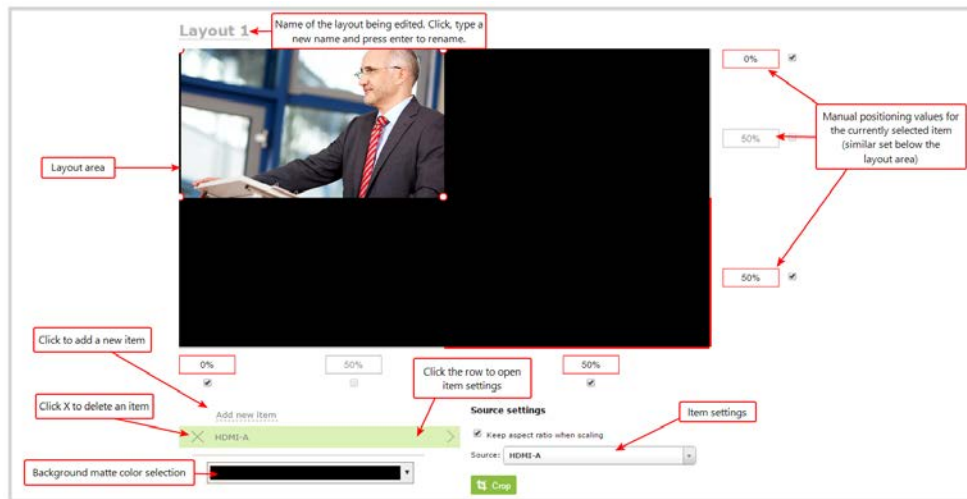 Layout 1
Name of the layout being edited. Click, type a
new name and press enter to rename.
0%
Manual positioning values for
the currently selected item
(similar set below the
layout area)
50%
Layout area
50%
Click to add a new item
0%
50%
50%
Click the row to open
item settings
Click X to delete an item
Add new item
HDMI-A
Source settings
Item settings
Keep aspect ratio when scaling
Source:
HDMI-A
Background matte color selection
Crop